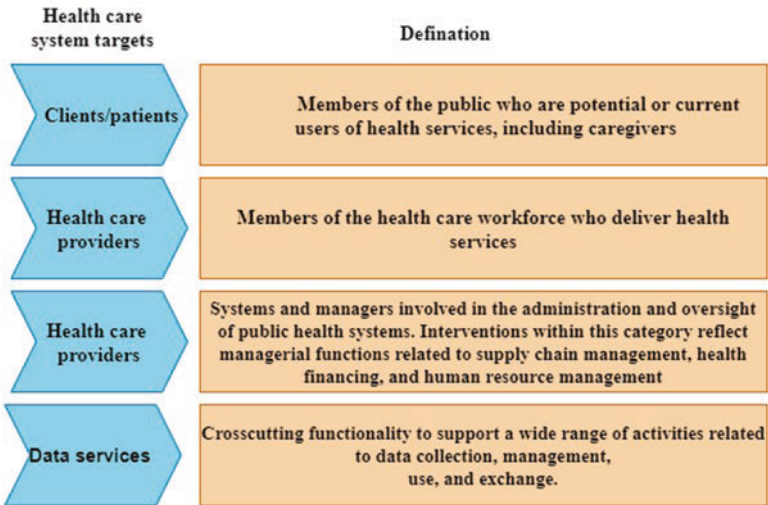 Health care
system targets
Defination
Clients/patients
Members of the public who are potential or current
users of health services, including caregivers
Health care
providers
Members of the health care workforce who deliver health
services
Health care
providers
Systems and managers involved in the administration and oversight
of public health systems. Interventions within this category reflect
managerial functions related to supply chain management, health
financing, and human resource management
Data services
Crosscutting functionality to support a wide range of activities related
to data collection, management,
use, and exchange.